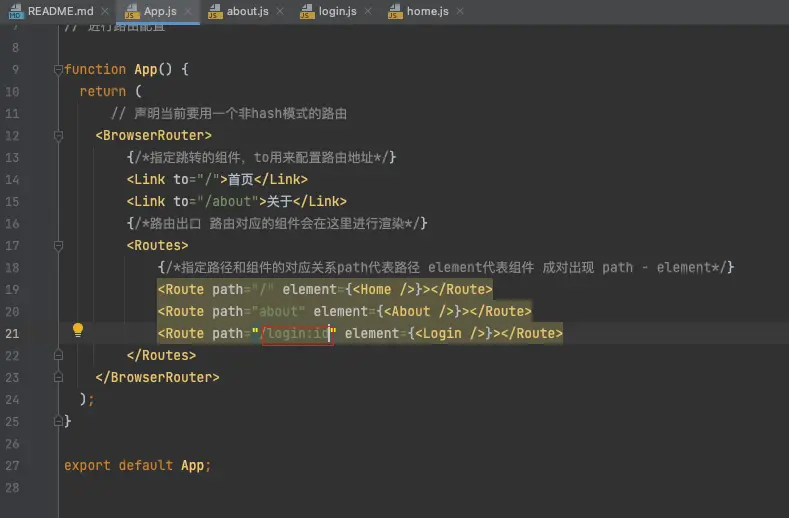 README.md App.js about.js login.js home.js
// 进行路由配置
8
9 function App() {
10 return (
11 // 声明当前要用一个非hash模式的路由
12 <BrowserRouter>
13 {/*指定跳转的组件，to用来配置路由地址*/}
14 <Link to="/">首页</Link>
15 <Link to="/about">关于</Link>
16 {/*路由出口 路由对应的组件会在这里进行渲染*/}
17 <Routes>
18 {/*指定路径和组件的对应关系path代表路径 element代表组件 成对出现 path - element*/}
19 <Route path="/" element={<Home />}></Route>
20 <Route path="about" element={<About />}></Route>
21 <Route path="/login:id" element={<Login />}></Route>
22 </Routes>
23 </BrowserRouter>
24 );
25 }
26
27 export default App;
28